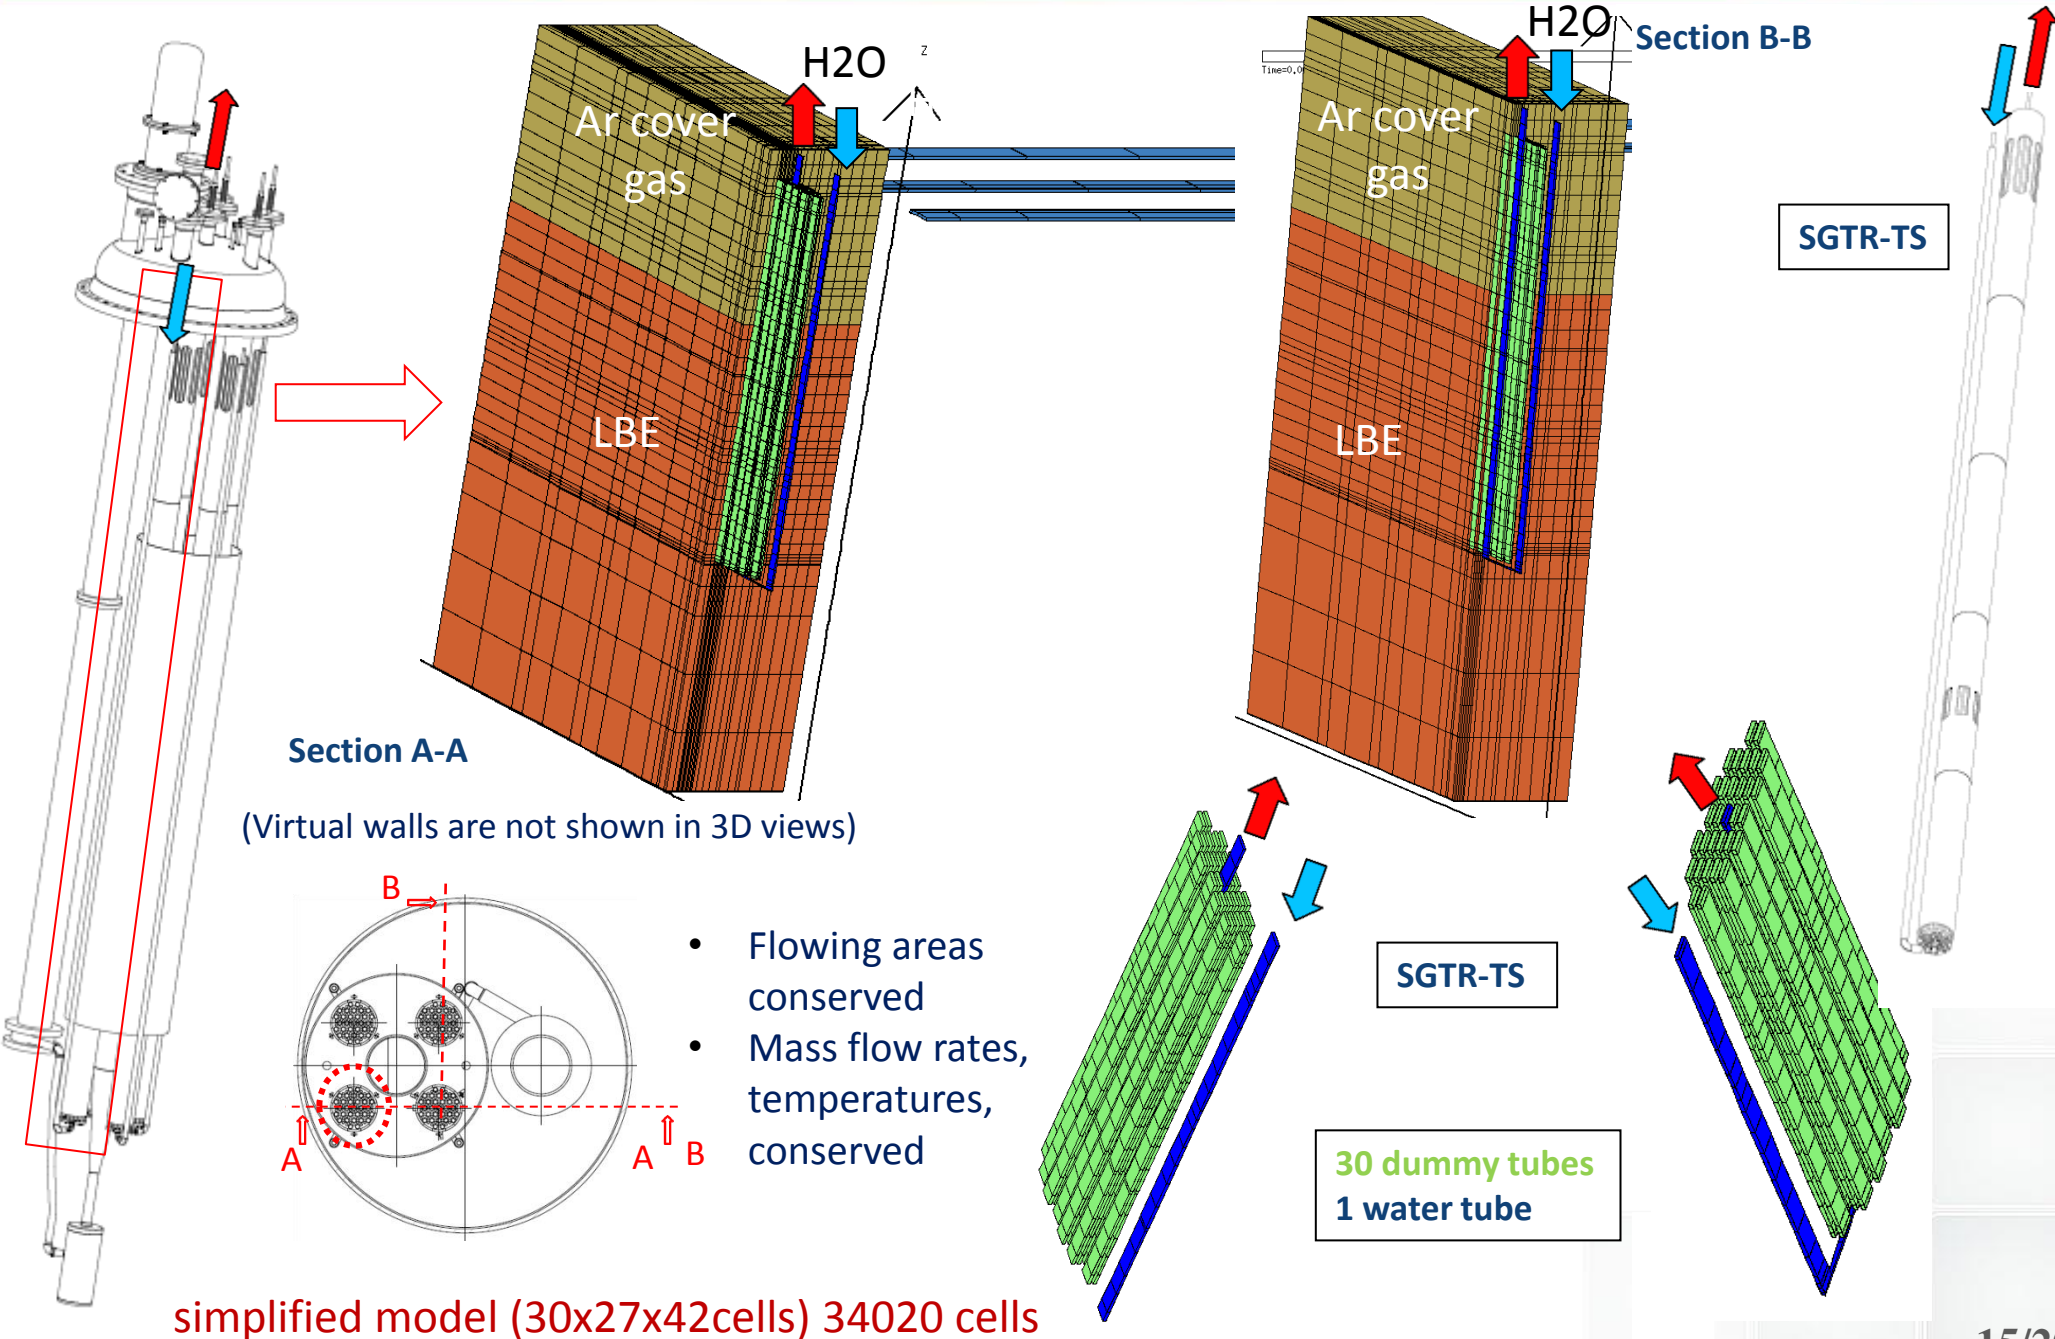 H2O
z
Ar cover
gas
LBE
Section A-A
(Virtual walls are not shown in 3D views)
H2O
Section B-B
Ar cover
gas
LBE
SGTR-TS
B
A
A
B
• Flowing areas
conserved
• Mass flow rates,
temperatures,
conserved
SGTR-TS
30 dummy tubes
1 water tube
simplified model (30x27x42cells) 34020 cells